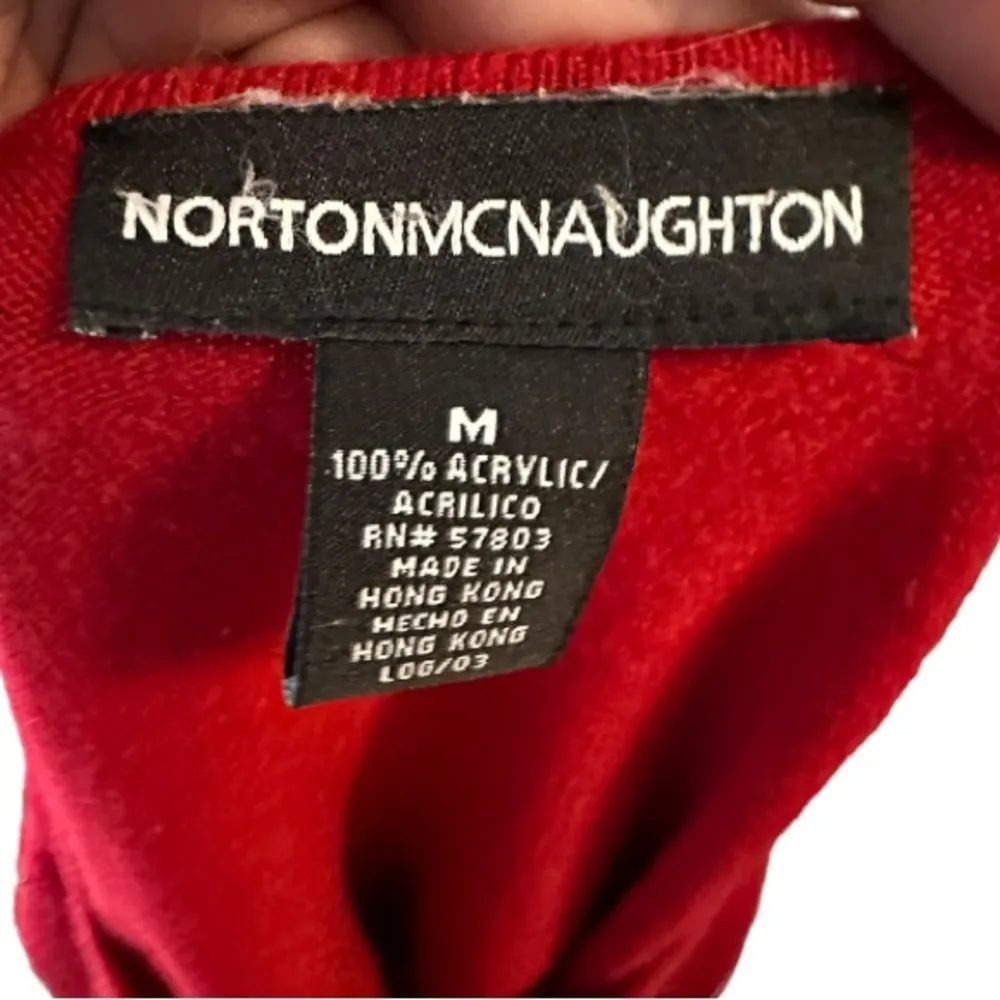 NORTONMCNAUGHTON
M
100% ACRYLIC/
ACRILICO
RN# 57803
MADE IN
HONG KONG
HECHO EN
HONG KONG
LOG/03